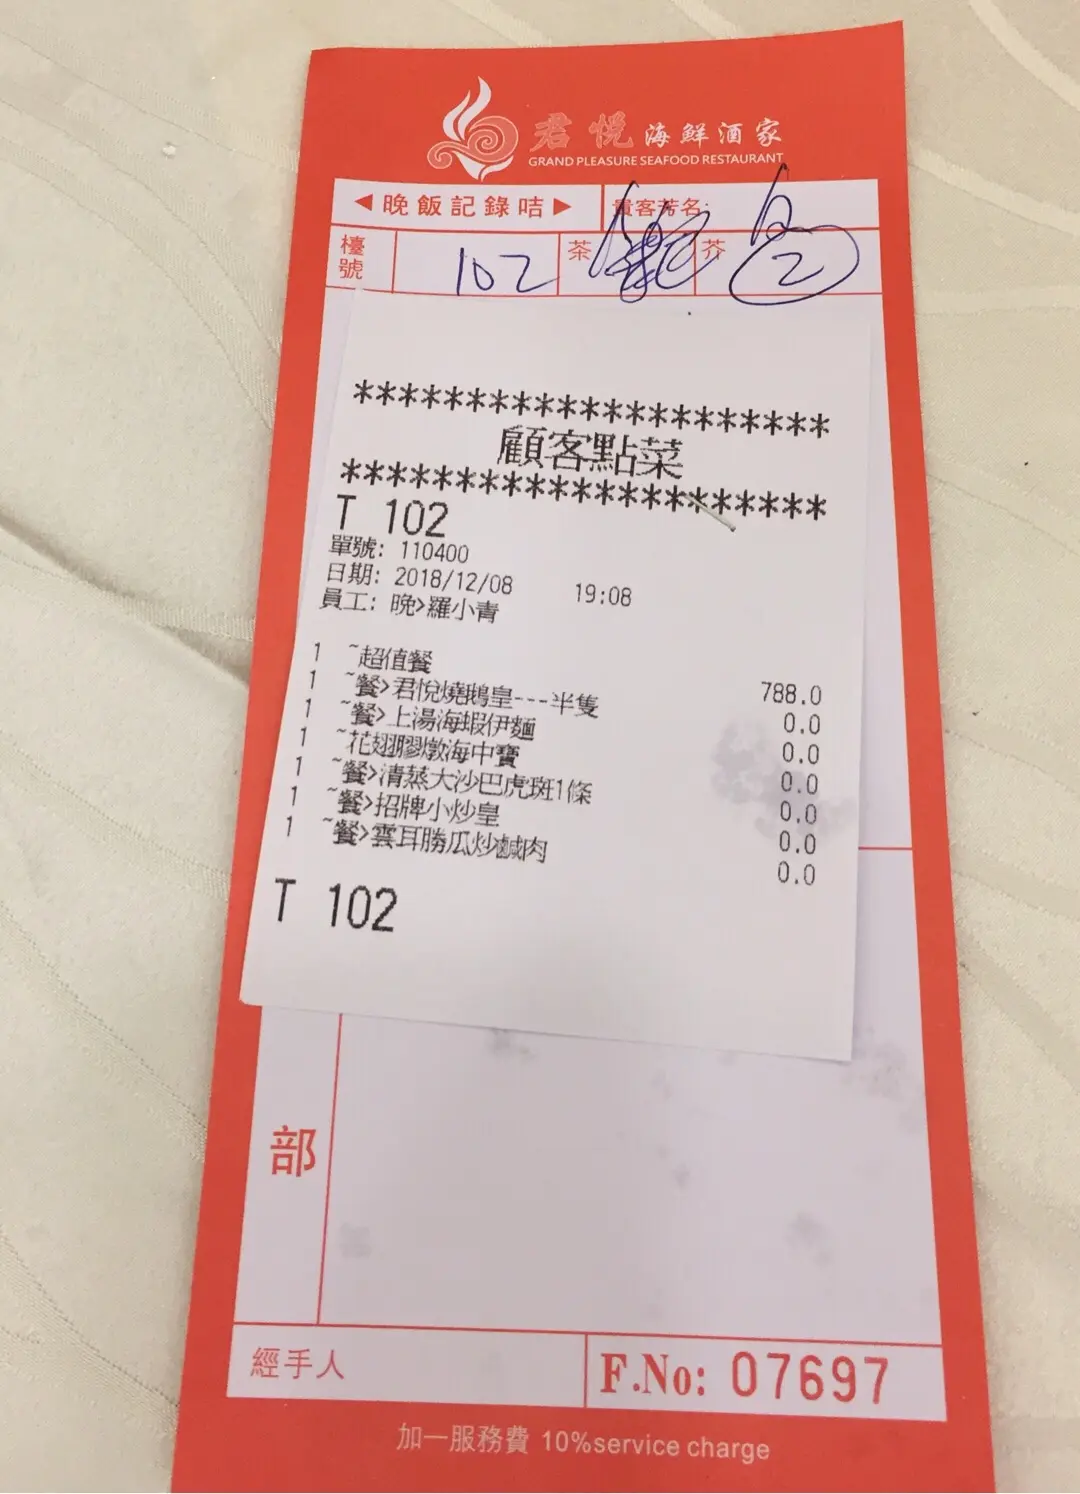 君悅海鮮酒家
GRAND PLEASURE SEAFOOD RESTAURANT
◀晚飯記錄咭▶ 貴客芳名:
檯號 102 茶 芥 2
*********************
顧客點菜
*********************
T 102
單號: 110400
日期: 2018/12/08 19:08
員工: 晚>羅小青
1 ~超值餐 788.0
1 ~餐>君悅燒鵝皇---半隻 0.0
1 ~餐>上湯海蝦伊麵 0.0
1 ~花翅膠燉海中寶 0.0
1 ~餐>清蒸大沙巴虎斑1條 0.0
1 ~餐>招牌小炒皇 0.0
1 ~餐>雲耳勝瓜炒鹹肉 0.0
T 102
部
經手人 F.No: 07697
加一服務費 10%service charge